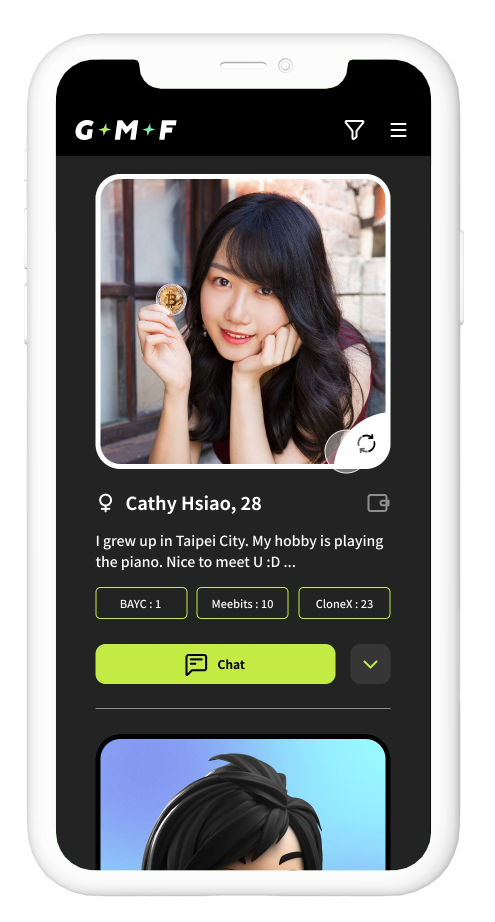 G M F
Cathy Hsiao, 28
I grew up in Taipei City. My hobby is playing
the piano. Nice to meet U :D ...
BAYC : 1 Meebits : 10 CloneX : 23
Chat